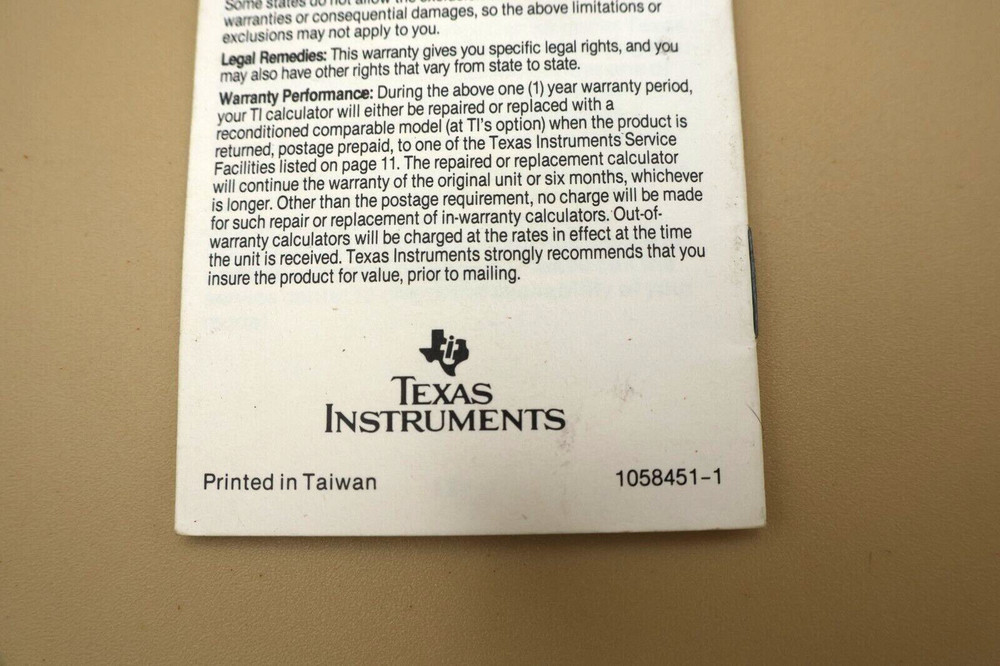 Some states do not allow the
warranties or consequential damages, so the above limitations or
exclusions may not apply to you.
Legal Remedies: This warranty gives you specific legal rights, and you
may also have other rights that vary from state to state.
Warranty Performance: During the above one (1) year warranty period,
your TI calculator will either be repaired or replaced with a
reconditioned comparable model (at TI's option) when the product is
returned, postage prepaid, to one of the Texas Instruments Service
Facilities listed on page 11. The repaired or replacement calculator
will continue the warranty of the original unit or six months, whichever
is longer. Other than the postage requirement, no charge will be made
for such repair or replacement of in-warranty calculators. Out-of-
warranty calculators will be charged at the rates in effect at the time
the unit is received. Texas Instruments strongly recommends that you
insure the product for value, prior to mailing.
ti
TEXAS
INSTRUMENTS
Printed in Taiwan 1058451-1